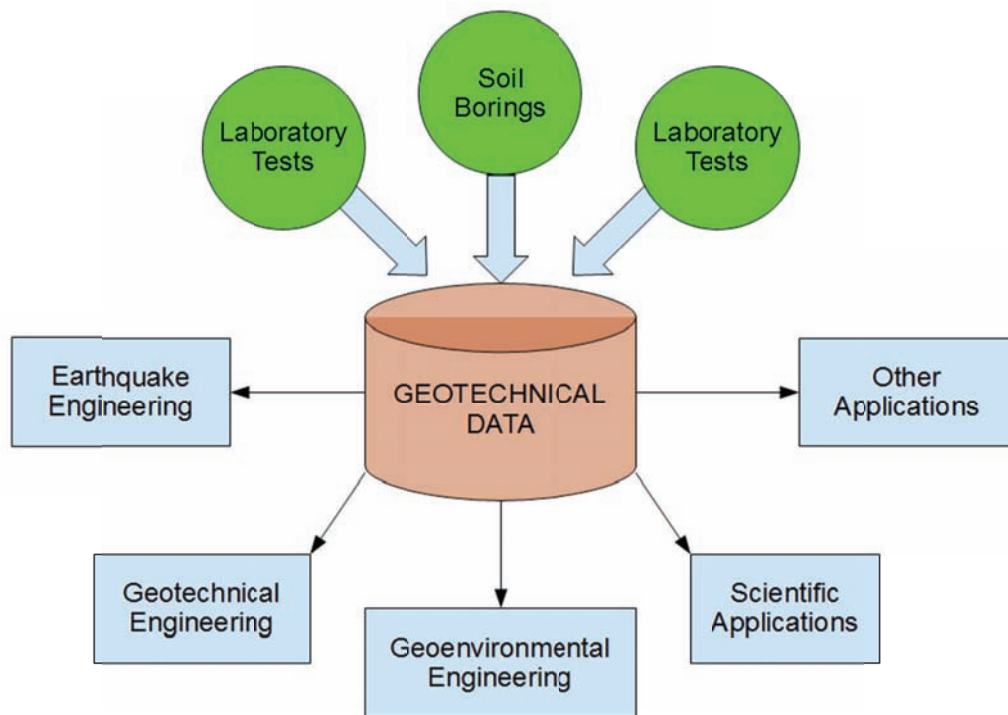 Soil
Borings
Laboratory
Tests
Laboratory
Tests
Earthquake
Engineering
GEOTECHNICAL
DATA
Other
Applications
Geotechnical
Engineering
Geoenvironmental
Engineering
Scientific
Applications